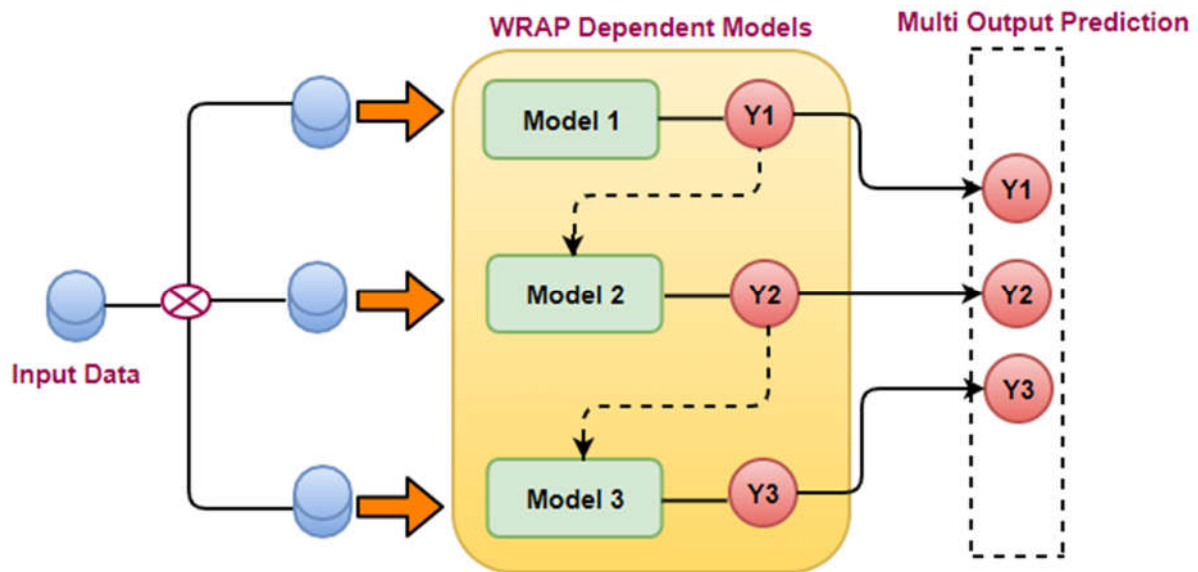 WRAP Dependent Models
Multi Output Prediction
Model 1
Y1
Y1
Input Data
Model 2
Y2
Y2
Y3
Model 3
Y3